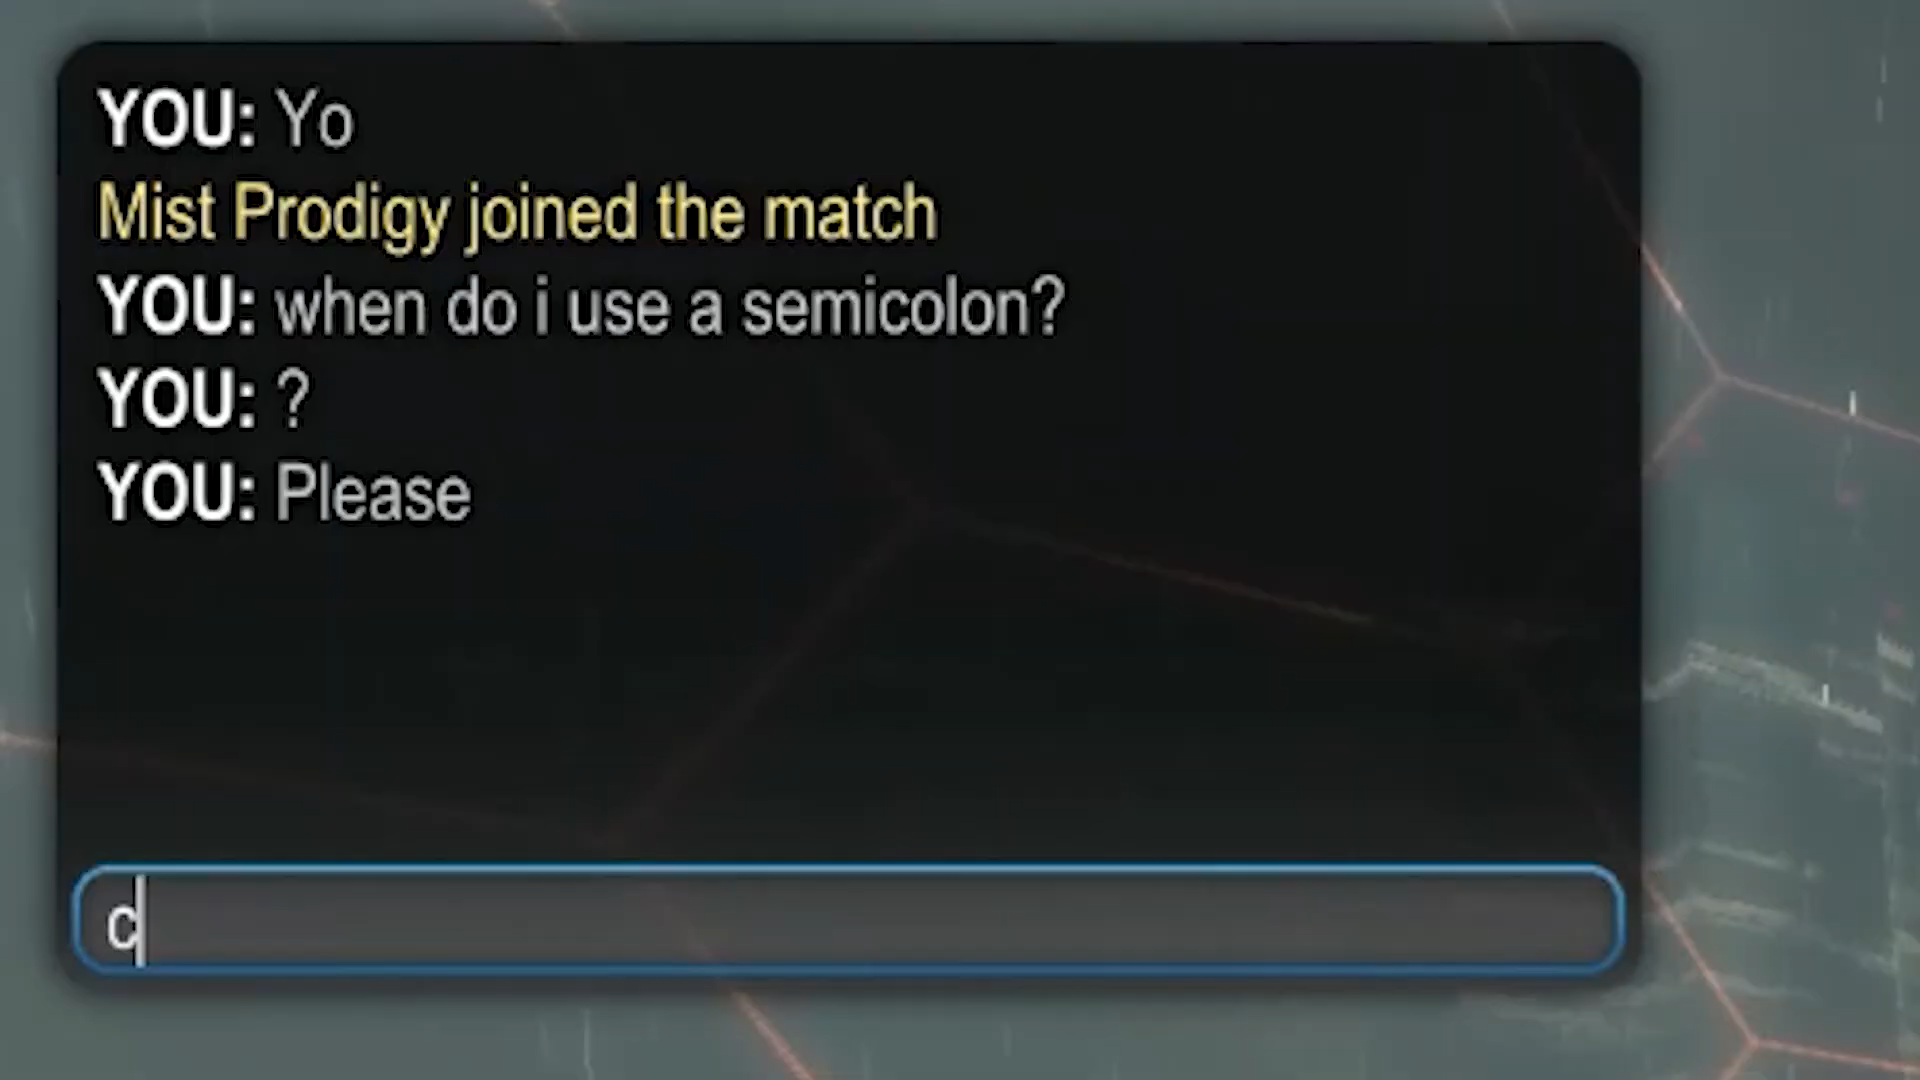 YOU: Yo
Mist Prodigy joined the match
YOU: when do i use a semicolon?
YOU: ?
YOU: Please
c